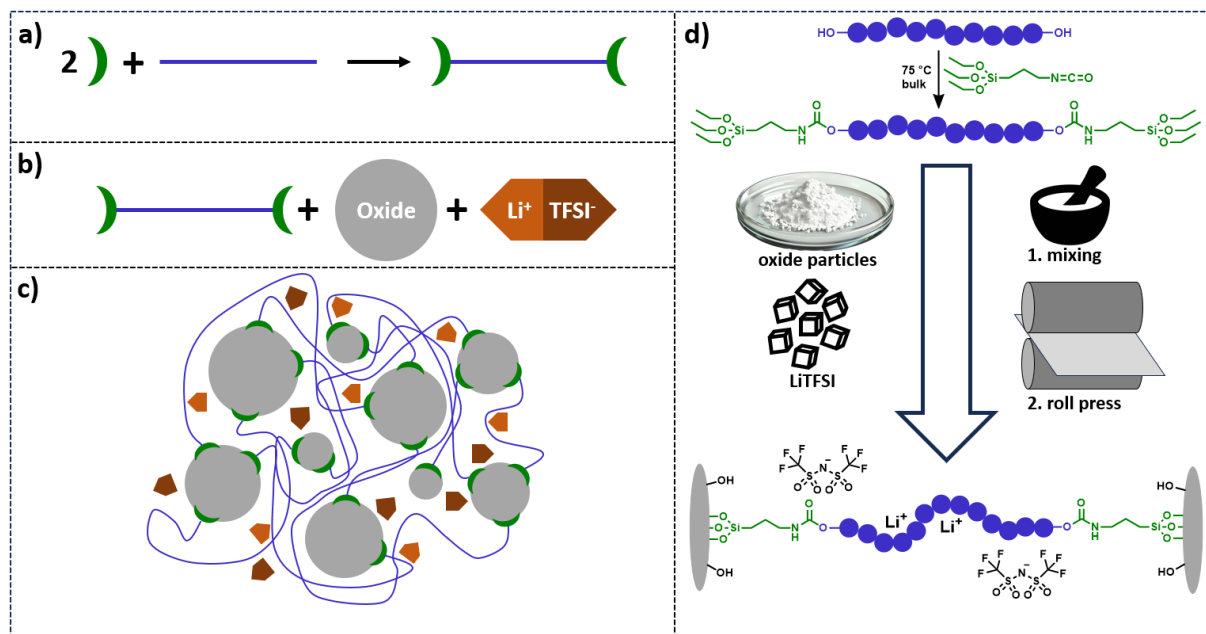 a)
2 +
b)
+ Oxide + Li⁺ TFSI⁻
c)
d)
HO OH
75 °C
bulk
O
O
O
Si
N=C=O
O
O
O
Si
N
H
O
O
O
O
N
H
Si
O
O
O
oxide particles
1. mixing
LiTFSI
2. roll press
F
F
F
C
S
O
O
N
−
S
O
O
C
F
F
F
OH
O
O
O
Si
N
H
O
O
Li⁺
Li⁺
O
O
N
H
Si
O
O
O
HO
OH
HO
F
F
F
C
S
O
O
N
−
S
O
O
C
F
F
F